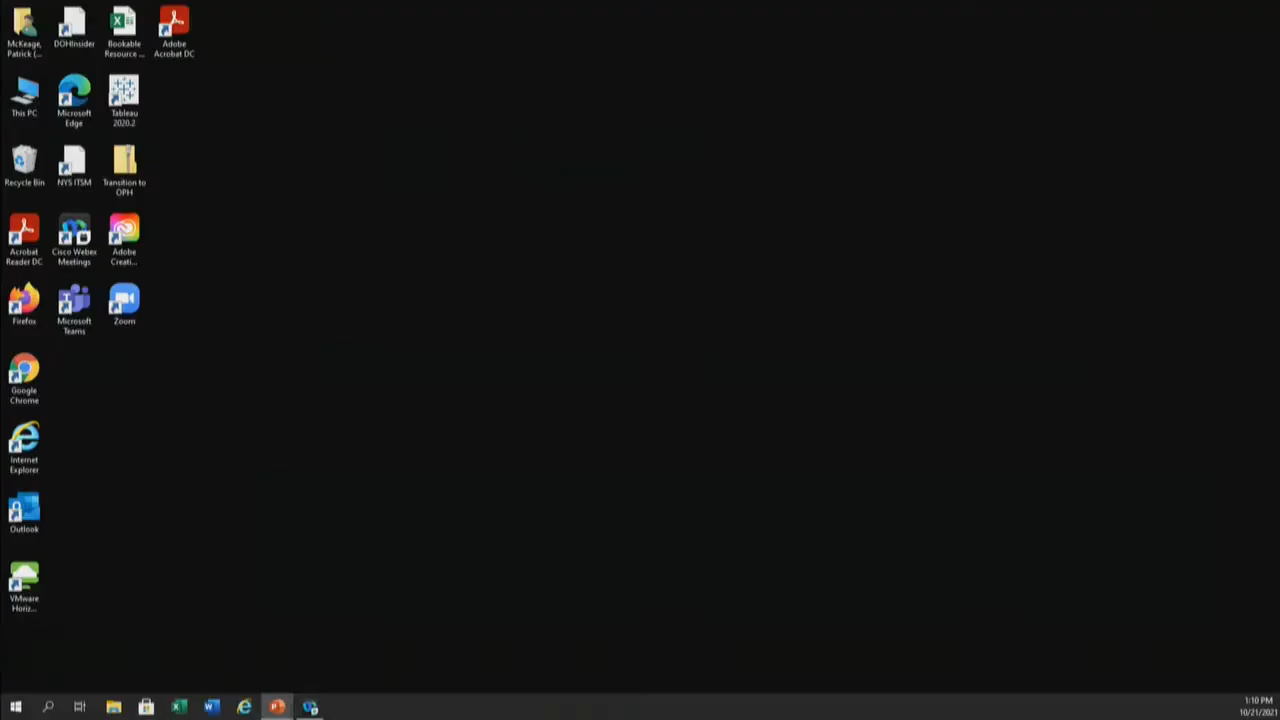 McKeage,
Patrick (...
DOHInsider
Bookable
Resource ...
Adobe
Acrobat DC
This PC
Microsoft
Edge
Tableau
2020.2
Recycle Bin
NYS ITSM
Transition to
OPH
Acrobat
Reader DC
Cisco Webex
Meetings
Adobe
Creati...
Firefox
Microsoft
Teams
Zoom
Google
Chrome
Internet
Explorer
Outlook
VMware
Horiz...
1:10 PM
10/21/2021